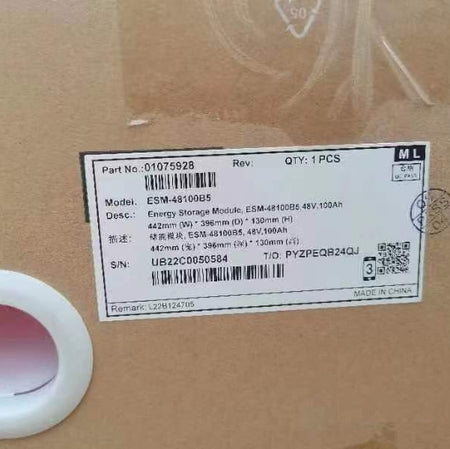 05
Part No.: 01075928 Rev: QTY: 1 PCS M L
Model: ESM-48100B5
Desc.: Energy Storage Module, ESM-48100B5, 48V,100Ah
442mm (W) * 396mm (D) * 130mm (H)
描述: 储能模块, ESM-48100B5, 48V,100Ah
442mm(宽) * 396mm(深) * 130mm(高)
S/N: UB22C0050584 T/O: PYZPEQB24QJ
3
MADE IN CHINA
Remark: L22B124705